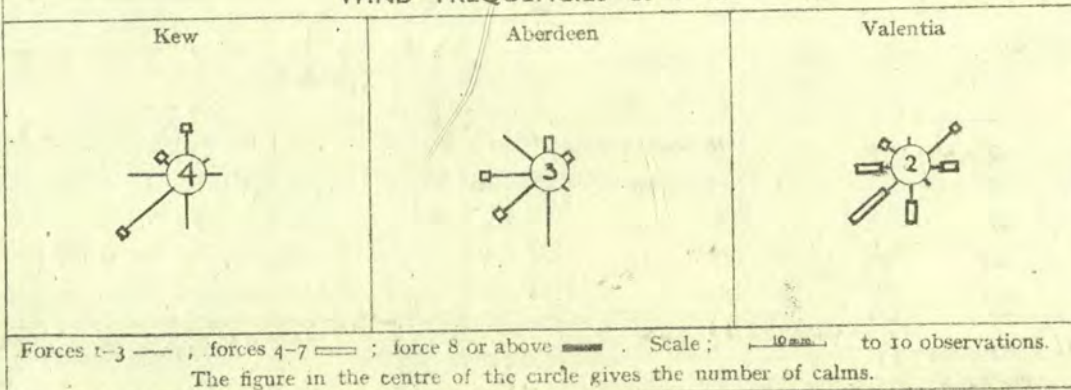 WIND FREQUENCIES
Kew
Aberdeen
Valentia
4
3
2
Forces 1-3 —— , forces 4-7 ; force 8 or above . Scale ; 10 mm. to 10 observations.
The figure in the centre of the circle gives the number of calms.